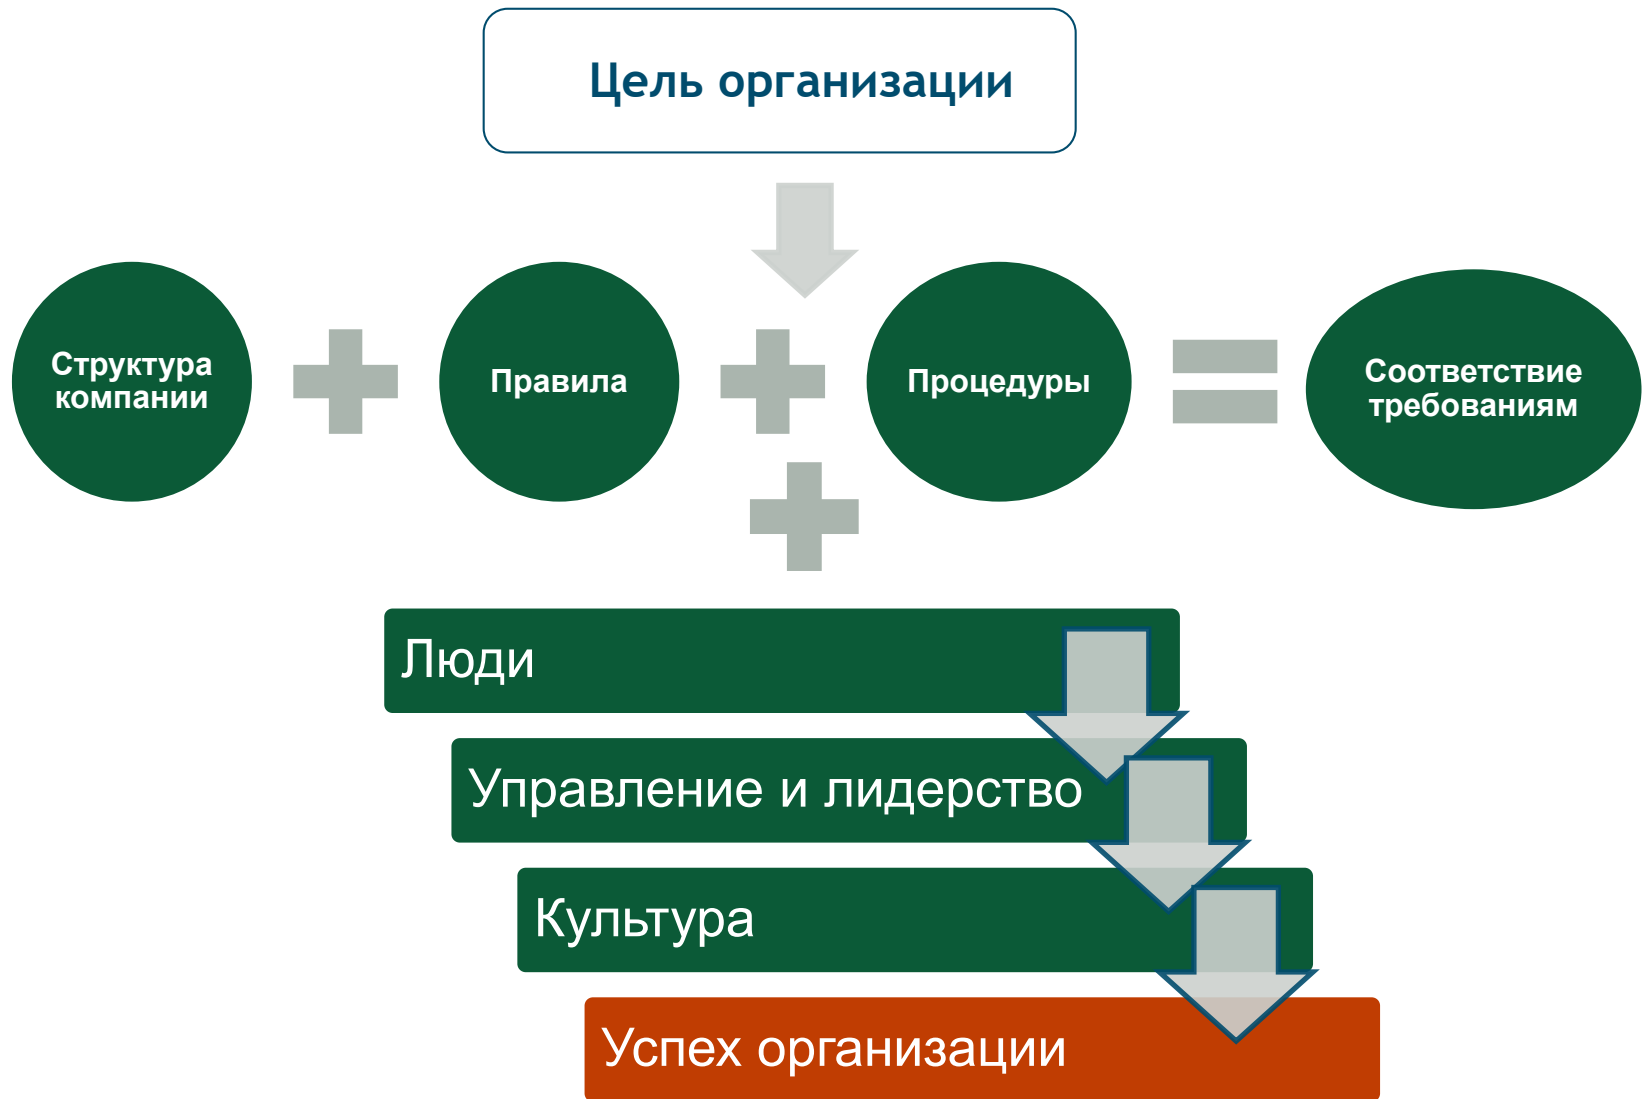 Цель организации
Структура
компании
Правила
Процедуры
Соответствие
требованиям
Люди
Управление и лидерство
Культура
Успех организации